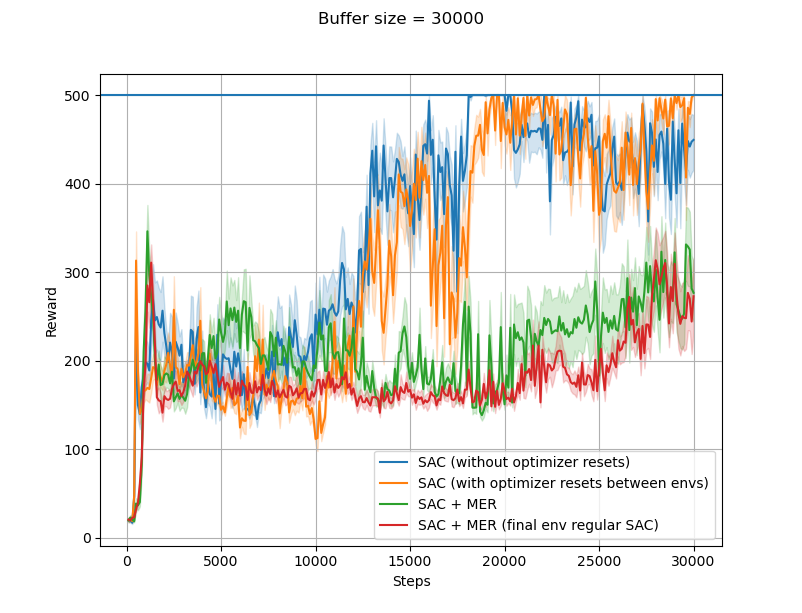 Buffer size = 30000
500
400
300
200
100
0
Reward
SAC (without optimizer resets)
SAC (with optimizer resets between envs)
SAC + MER
SAC + MER (final env regular SAC)
0 5000 10000 15000 20000 25000 30000
Steps